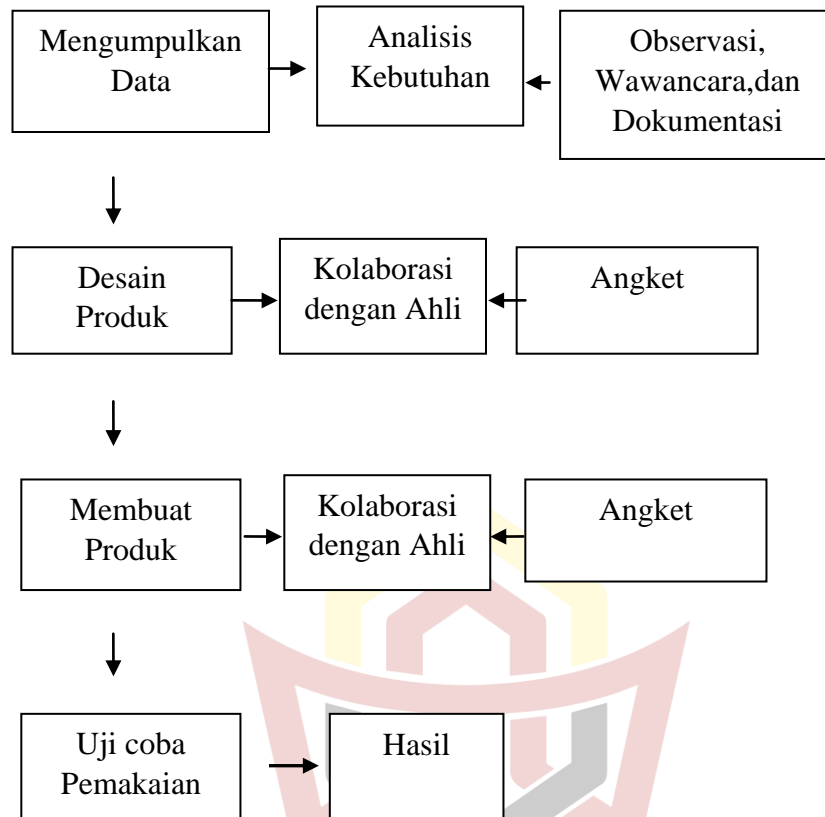 Mengumpulkan
Data
Analisis
Kebutuhan
Observasi,
Wawancara,dan
Dokumentasi
Desain
Produk
Kolaborasi
dengan Ahli
Angket
Membuat
Produk
Kolaborasi
dengan Ahli
Angket
Uji coba
Pemakaian
Hasil